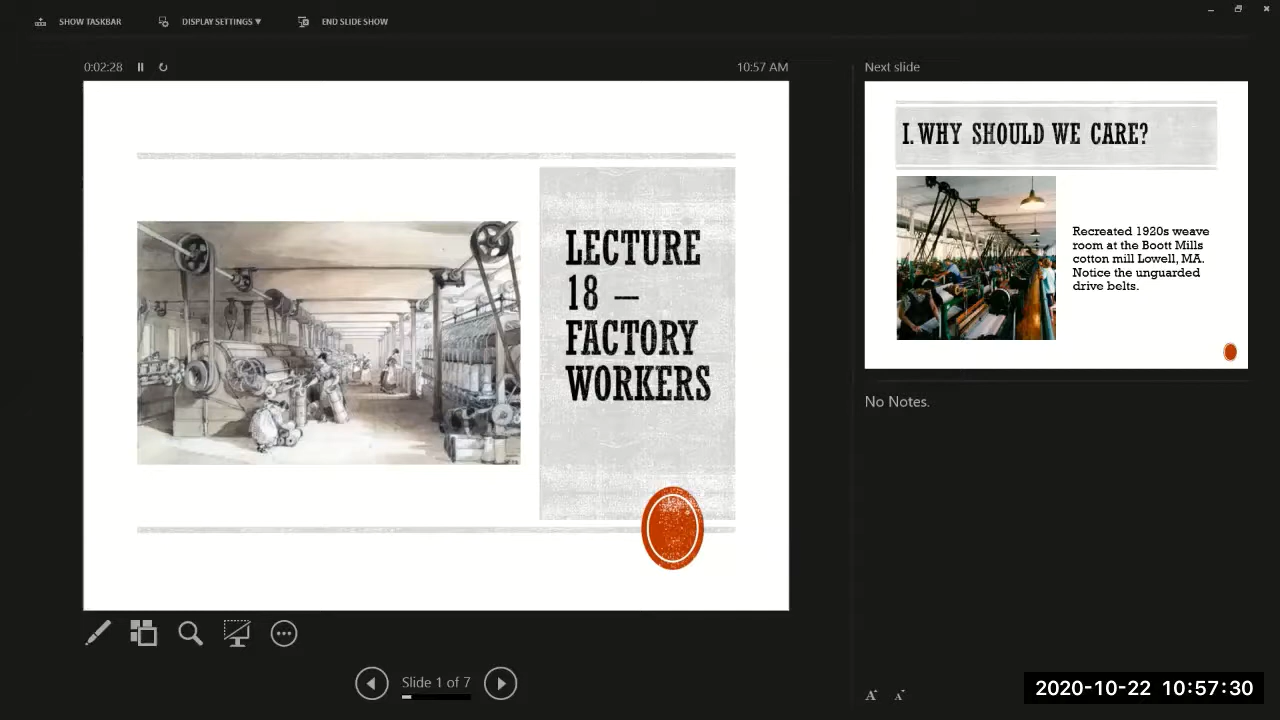 SHOW TASKBAR
DISPLAY SETTINGS ▼
END SLIDE SHOW
0:02:28
10:57 AM
LECTURE
18 –
FACTORY
WORKERS
Next slide
I. WHY SHOULD WE CARE?
Recreated 1920s weave
room at the Boott Mills
cotton mill Lowell, MA.
Notice the unguarded
drive belts.
No Notes.
Slide 1 of 7
A A
2020-10-22 10:57:30